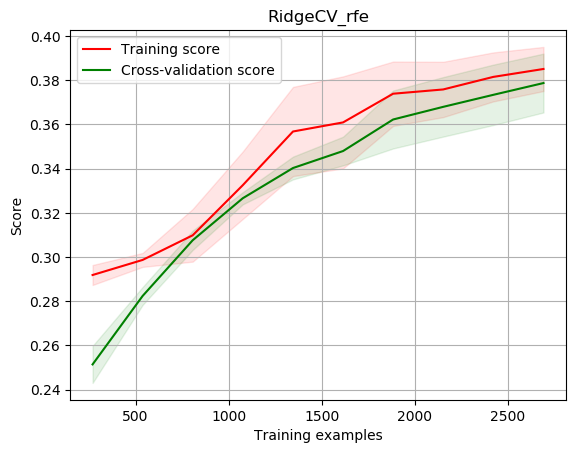 RidgeCV_rfe
Training score
Cross-validation score
Score
0.40
0.38
0.36
0.34
0.32
0.30
0.28
0.26
0.24
500
1000
1500
2000
2500
Training examples